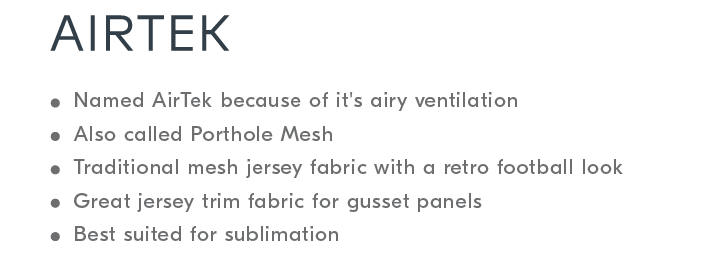 AIRTEK
● Named AirTek because of it's airy ventilation
● Also called Porthole Mesh
● Traditional mesh jersey fabric with a retro football look
● Great jersey trim fabric for gusset panels
● Best suited for sublimation